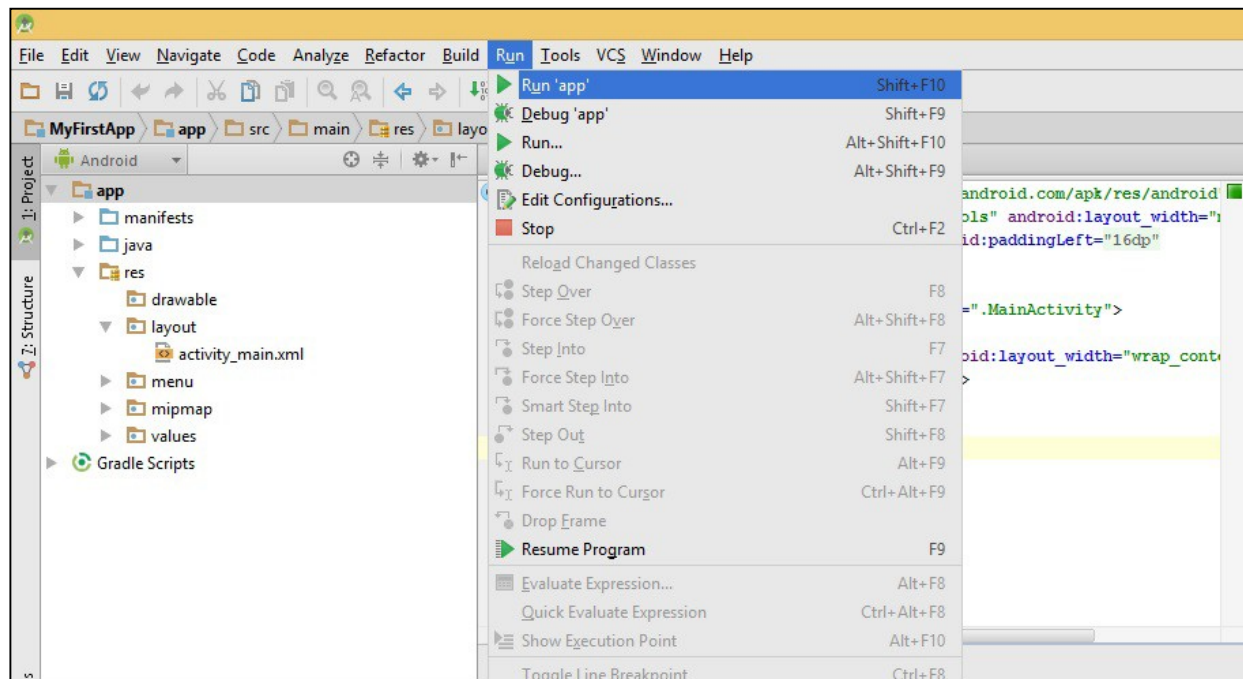 File Edit View Navigate Code Analyze Refactor Build Run Tools VCS Window Help
MyFirstApp app src main res layo
1: Project
Z: Structure
Android
app
manifests
java
res
drawable
layout
activity_main.xml
menu
mipmap
values
Gradle Scripts
Run 'app' Shift+F10
Debug 'app' Shift+F9
Run... Alt+Shift+F10
Debug... Alt+Shift+F9
Edit Configurations...
Stop Ctrl+F2
Reload Changed Classes
Step Over F8
Force Step Over Alt+Shift+F8
Step Into F7
Force Step Into Alt+Shift+F7
Smart Step Into Shift+F7
Step Out Shift+F8
Run to Cursor Alt+F9
Force Run to Cursor Ctrl+Alt+F9
Drop Frame
Resume Program F9
Evaluate Expression... Alt+F8
Quick Evaluate Expression Ctrl+Alt+F8
Show Execution Point Alt+F10
Toggle Line Breakpoint Ctrl+F8
android.com/apk/res/android"
ols" android:layout_width="
id:paddingLeft="16dp"
=".MainActivity">
oid:layout_width="wrap_conte
>